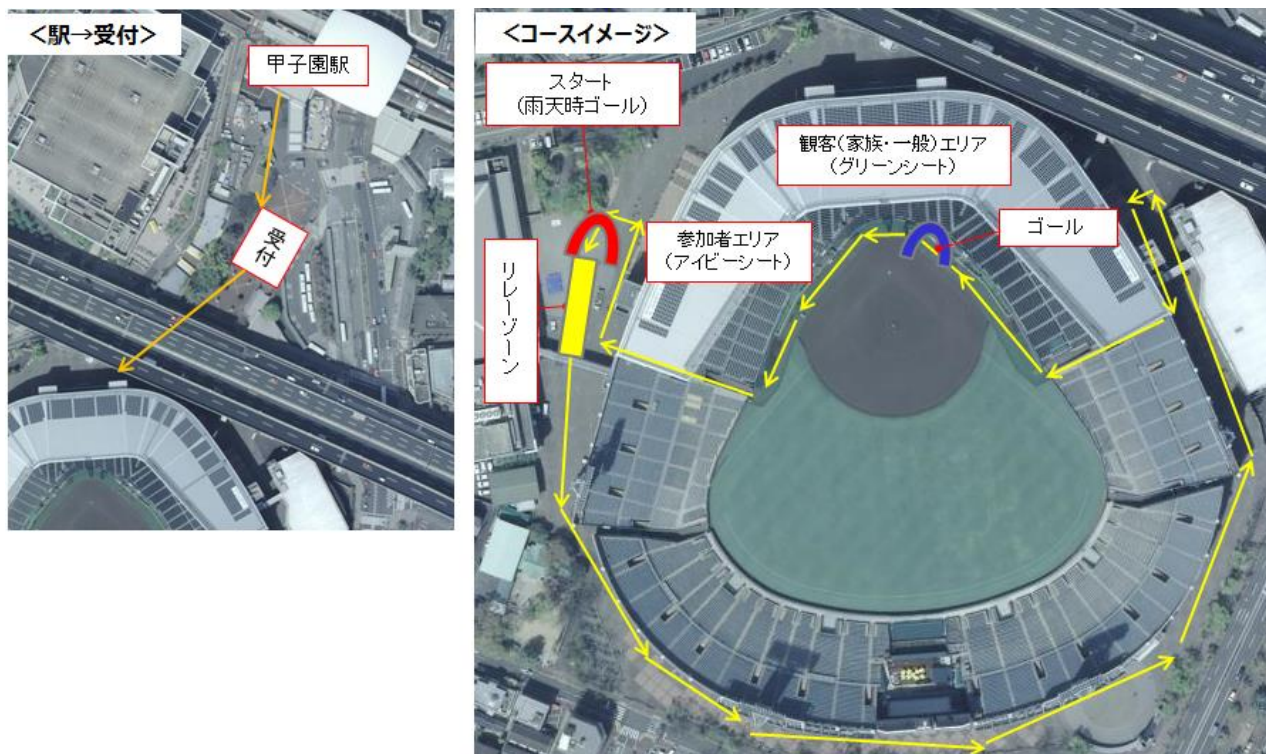 <駅→受付>
甲子園駅
受付
<コースイメージ>
スタート
(雨天時ゴール)
観客(家族・一般)エリア
(グリーンシート)
ゴール
参加者エリア
(アイビーシート)
リレーゾーン